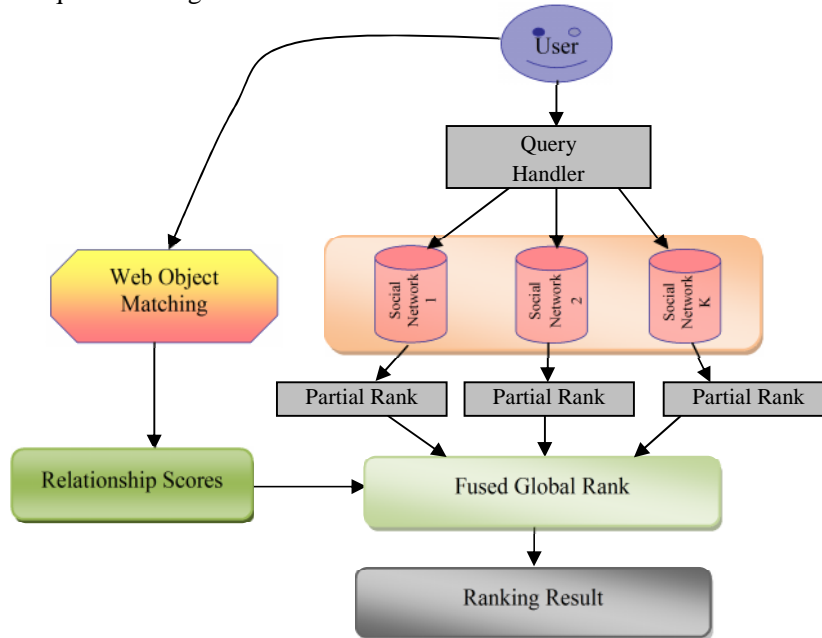 User
Query
Handler
Web Object
Matching
Social
Network
1
Social
Network
2
Social
Network
K
Partial Rank
Partial Rank
Partial Rank
Relationship Scores
Fused Global Rank
Ranking Result